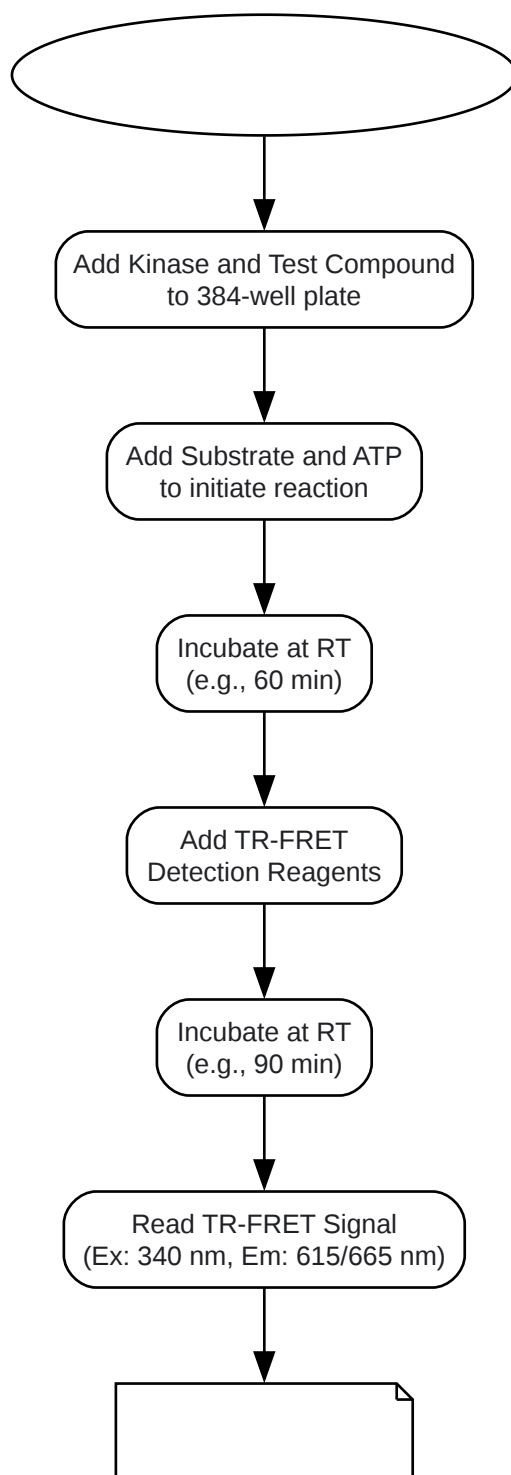 Add Kinase and Test Compound
to 384-well plate
Add Substrate and ATP
to initiate reaction
Incubate at RT
(e.g., 60 min)
Add TR-FRET
Detection Reagents
Incubate at RT
(e.g., 90 min)
Read TR-FRET Signal
(Ex: 340 nm, Em: 615/665 nm)